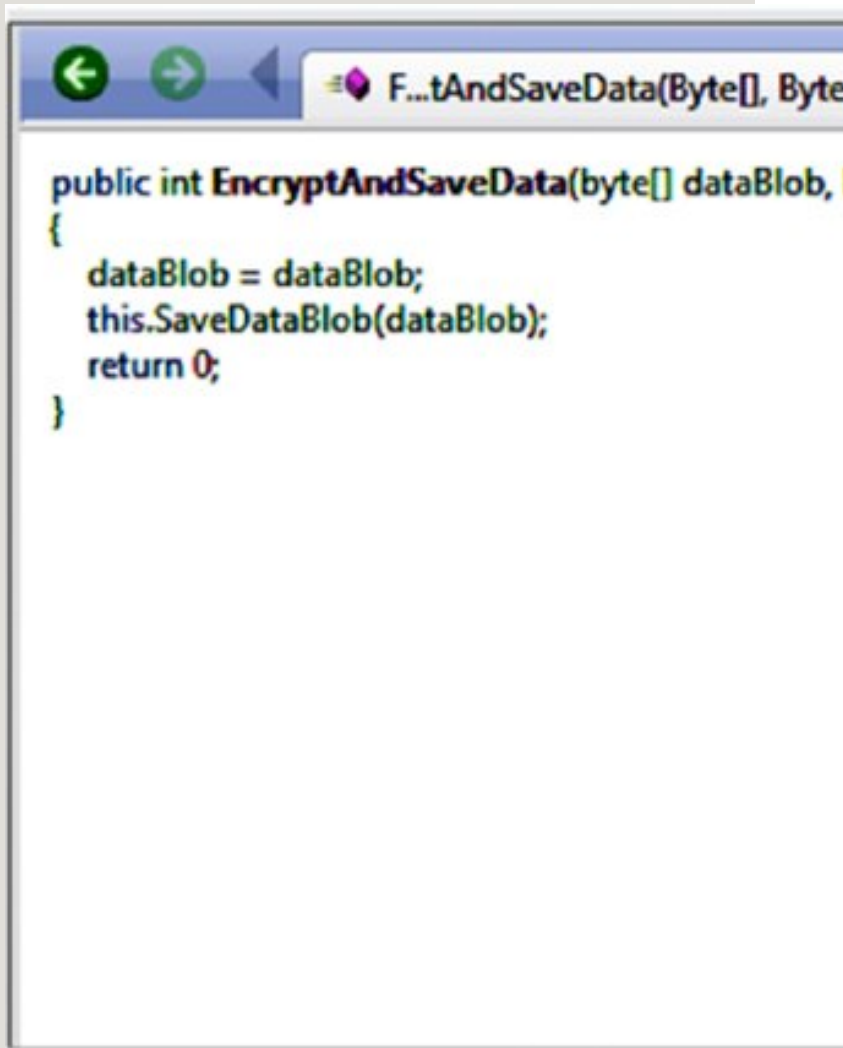 F...tAndSaveData(Byte[], Byte
public int EncryptAndSaveData(byte[] dataBlob,
{
dataBlob = dataBlob;
this.SaveDataBlob(dataBlob);
return 0;
}